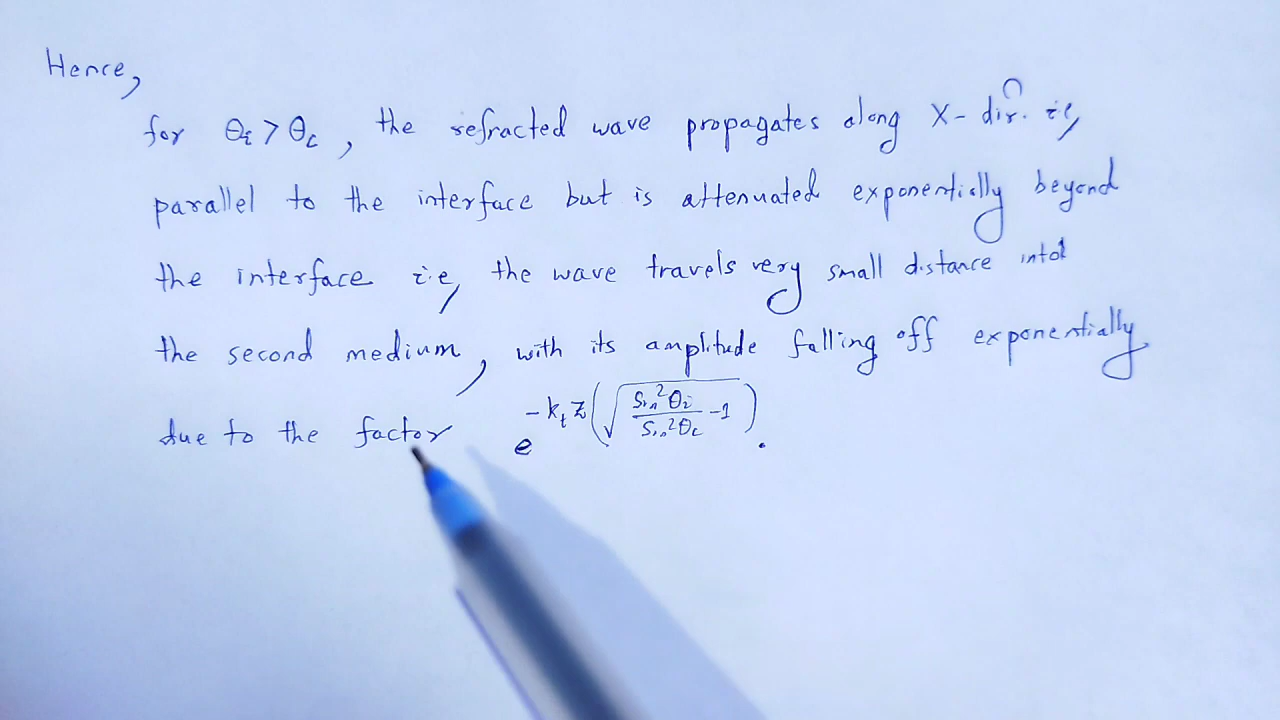 Hence,
for θi > θc, the refracted wave propagates along X-dirⁿ. i.e,
parallel to the interface but is attenuated exponentially beyond
the interface i.e, the wave travels very small distance into
the second medium, with its amplitude falling off exponentially
due to the factor e^{-k_t z(√(Sin²θi/Sin²θc - 1))}.